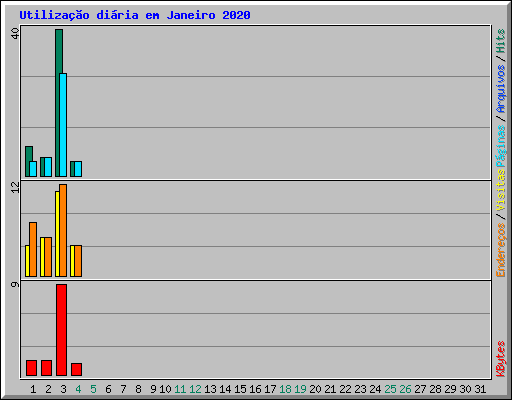 Utilização diária em Janeiro 2020
40
12
9
Endereços / Visitas Páginas / Arquivos / Hits
KBytes
1 2 3 4 5 6 7 8 9 10 11 12 13 14 15 16 17 18 19 20 21 22 23 24 25 26 27 28 29 30 31